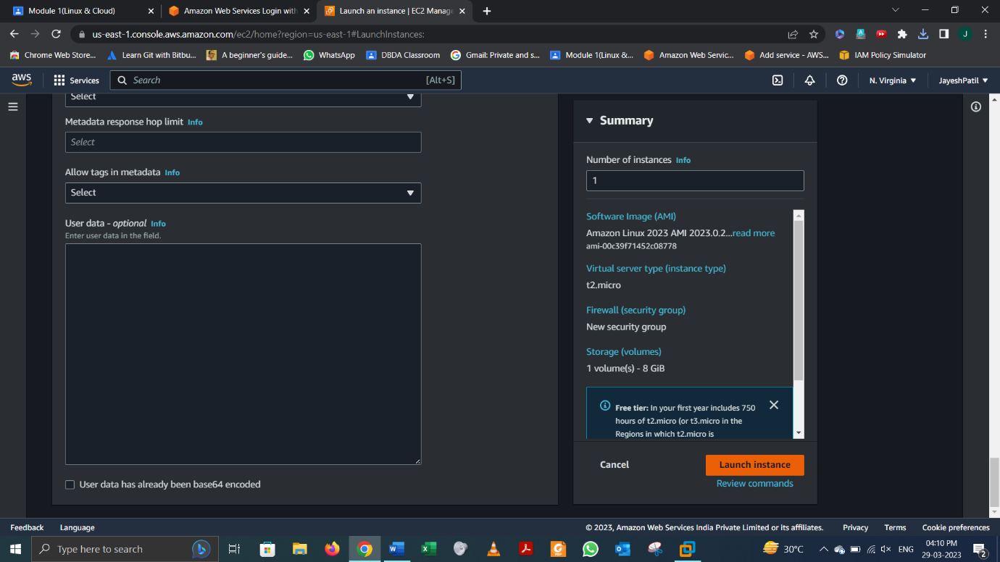 Module 1(Linux & Cloud)
Amazon Web Services Login with
Launch an instance | EC2 Manage
us-east-1.console.aws.amazon.com/ec2/home?region=us-east-1#LaunchInstances:
J
Chrome Web Store...
Learn Git with Bitbu...
A beginner's guide...
WhatsApp
DBDA Classroom
Gmail: Private and s...
Module 1(Linux &...
Amazon Web Servic...
Add service - AWS...
IAM Policy Simulator
aws
Services
Search
[Alt+S]
N. Virginia
JayeshPatil
Select
Metadata response hop limit Info
Select
Allow tags in metadata Info
Select
User data - optional Info
Enter user data in the field.
User data has already been base64 encoded
Summary
Number of instances Info
1
Software Image (AMI)
Amazon Linux 2023 AMI 2023.0.2...read more
ami-00c39f71452c08778
Virtual server type (instance type)
t2.micro
Firewall (security group)
New security group
Storage (volumes)
1 volume(s) - 8 GiB
Free tier: In your first year includes 750
hours of t2.micro (or t3.micro in the
Regions in which t2.micro is
Cancel
Launch instance
Review commands
Feedback
Language
© 2023, Amazon Web Services India Private Limited or its affiliates.
Privacy
Terms
Cookie preferences
Type here to search
30°C
ENG
04:10 PM
29-03-2023
2